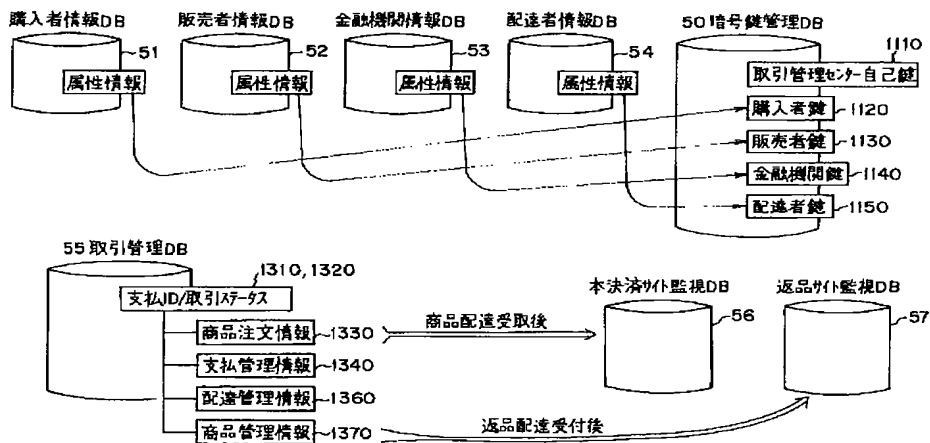 購入者情報DB
販売者情報DB
金融機関情報DB
配達者情報DB
50暗号鍵管理DB
51
52
53
54
1110
属性情報
属性情報
属性情報
属性情報
取引管理センター自己鍵
購入者鍵
1120
販売者鍵
1130
金融機関鍵
1140
配達者鍵
1150
55取引管理DB
1310,1320
支払ID/取引ステータス
本決済サイト監視DB
返品サイト監視DB
56
57
商品注文情報
1330
商品配達受取後
支払管理情報
1340
配達管理情報
1360
商品管理情報
1370
返品配達受付後